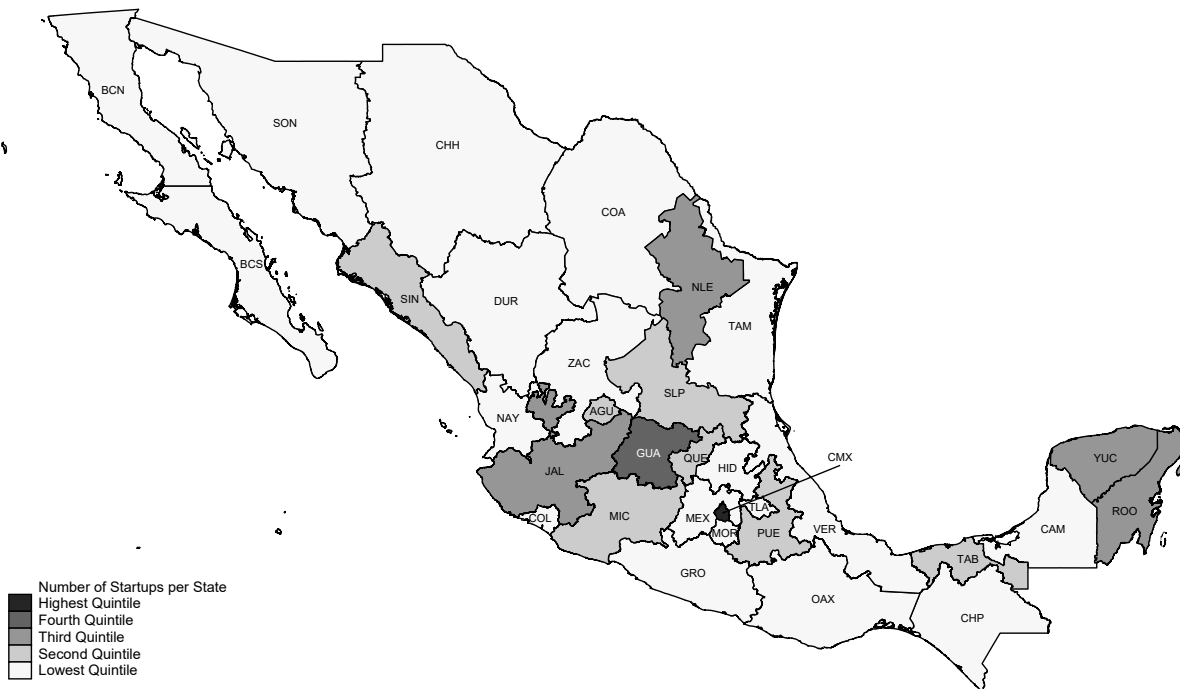 BCN
SON
CHH
COA
BCS
NLE
SIN
DUR
TAM
ZAC
SLP
NAY
AGU
GUA
QUE
CMX
YUC
JAL
HID
TLA
ROO
COL
MIC
MEX
MOR
PUE
VER
CAM
TAB
GRO
OAX
CHP
Number of Startups per State
Highest Quintile
Fourth Quintile
Third Quintile
Second Quintile
Lowest Quintile